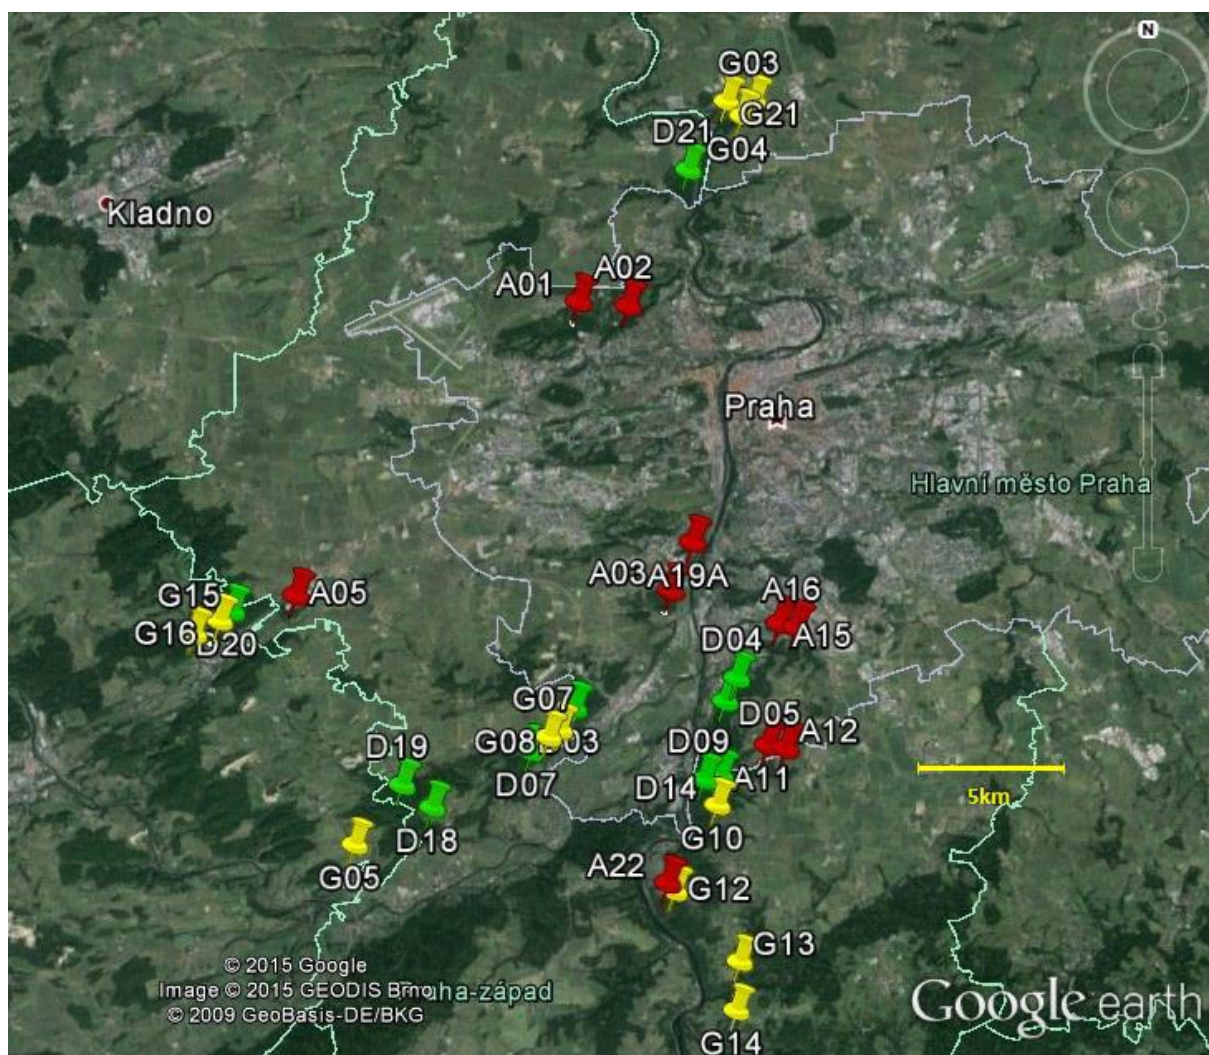 N
G03
G21
D21
G04
Kladno
A01
A02
Praha
Hlavní město Praha
A03
A19A
G15
A05
A16
G16
D20
A15
D04
G07
D05
A12
D19
G08
D03
D09
D07
D14
A11
5km
D18
G10
G05
A22
G12
G13
© 2015 Google
Image © 2015 GEODIS Brno
Praha-západ
© 2009 GeoBasis-DE/BKG
Google earth
G14